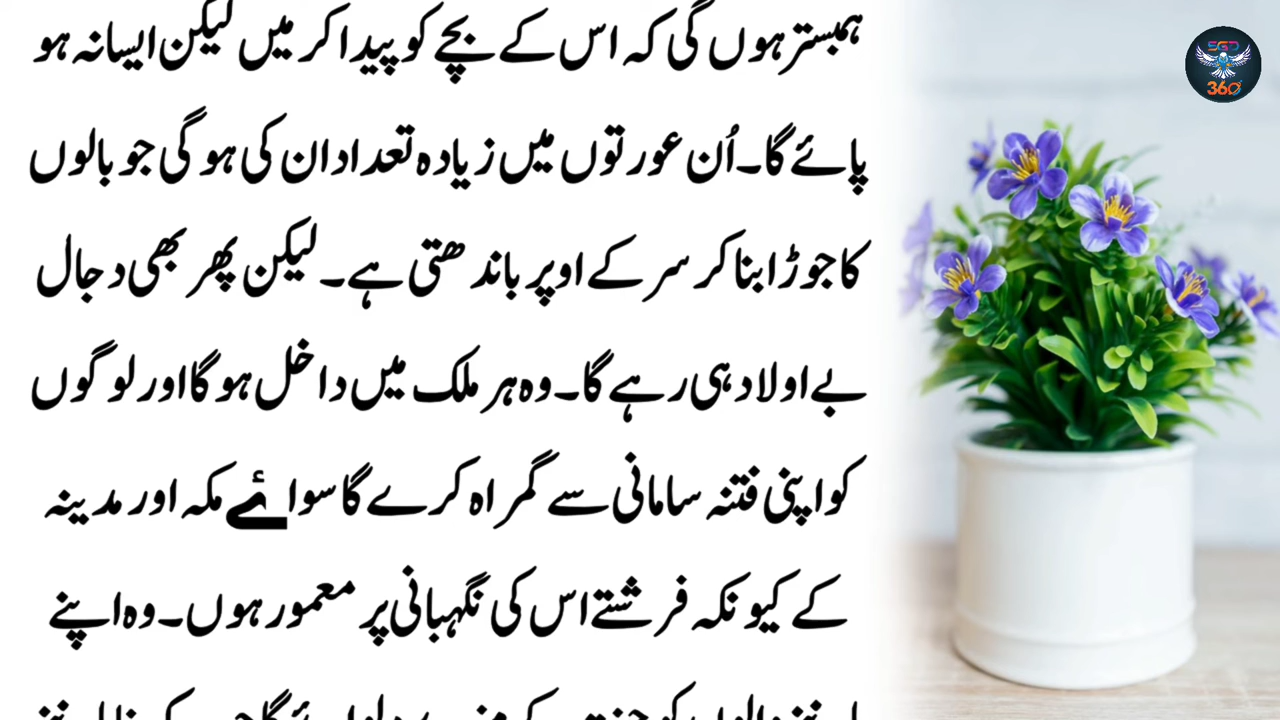 ہمبستر ہوں گی کہ اس کے بچے کو پیدا کر میں لیکن ایسا نہ ہو
پائے گا۔ اُن عورتوں میں زیادہ تعداد ان کی ہو گی جو بالوں
کا جوڑا بنا کر سر کے اوپر باندھتی ہے۔ لیکن پھر بھی دجال
بے اولاد ہی رہے گا۔ وہ ہر ملک میں داخل ہو گا اور لوگوں
کو اپنی فتنہ سامانی سے گمراہ کرے گا سوائے مکہ اور مدینہ
کے کیونکہ فرشتے اس کی نگہبانی پر معمور ہوں۔ وہ اپنے
SGD
360